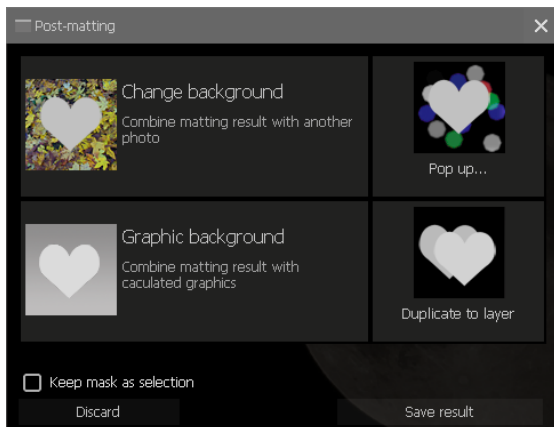 Post-matting
Change background
Combine matting result with another
photo
Pop up...
Graphic background
Combine matting result with
caculated graphics
Duplicate to layer
Keep mask as selection
Discard
Save result